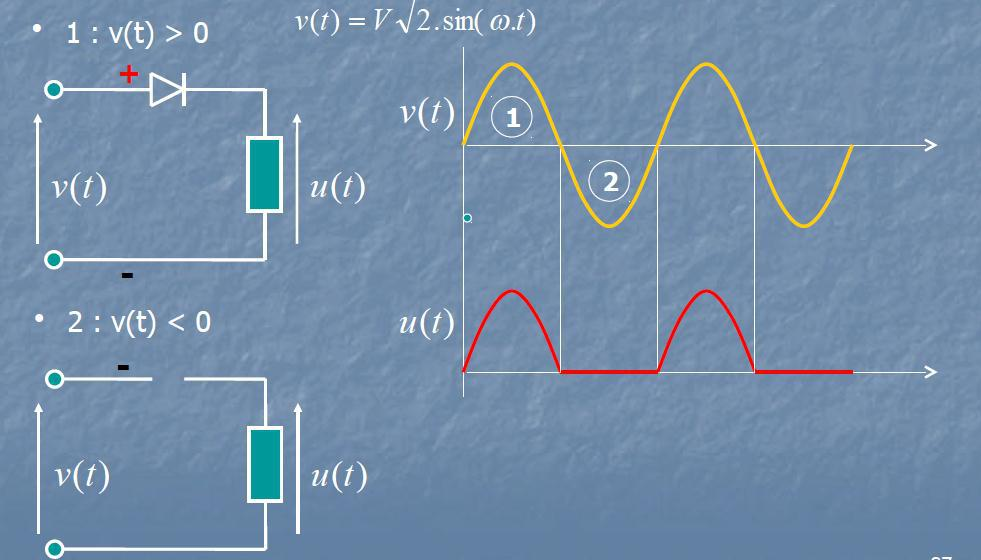 • 1 : v(t) > 0
v(t) = V√2.sin( ω.t)
+
v(t)
u(t)
-
v(t)
1
2
u(t)
• 2 : v(t) < 0
-
v(t)
u(t)